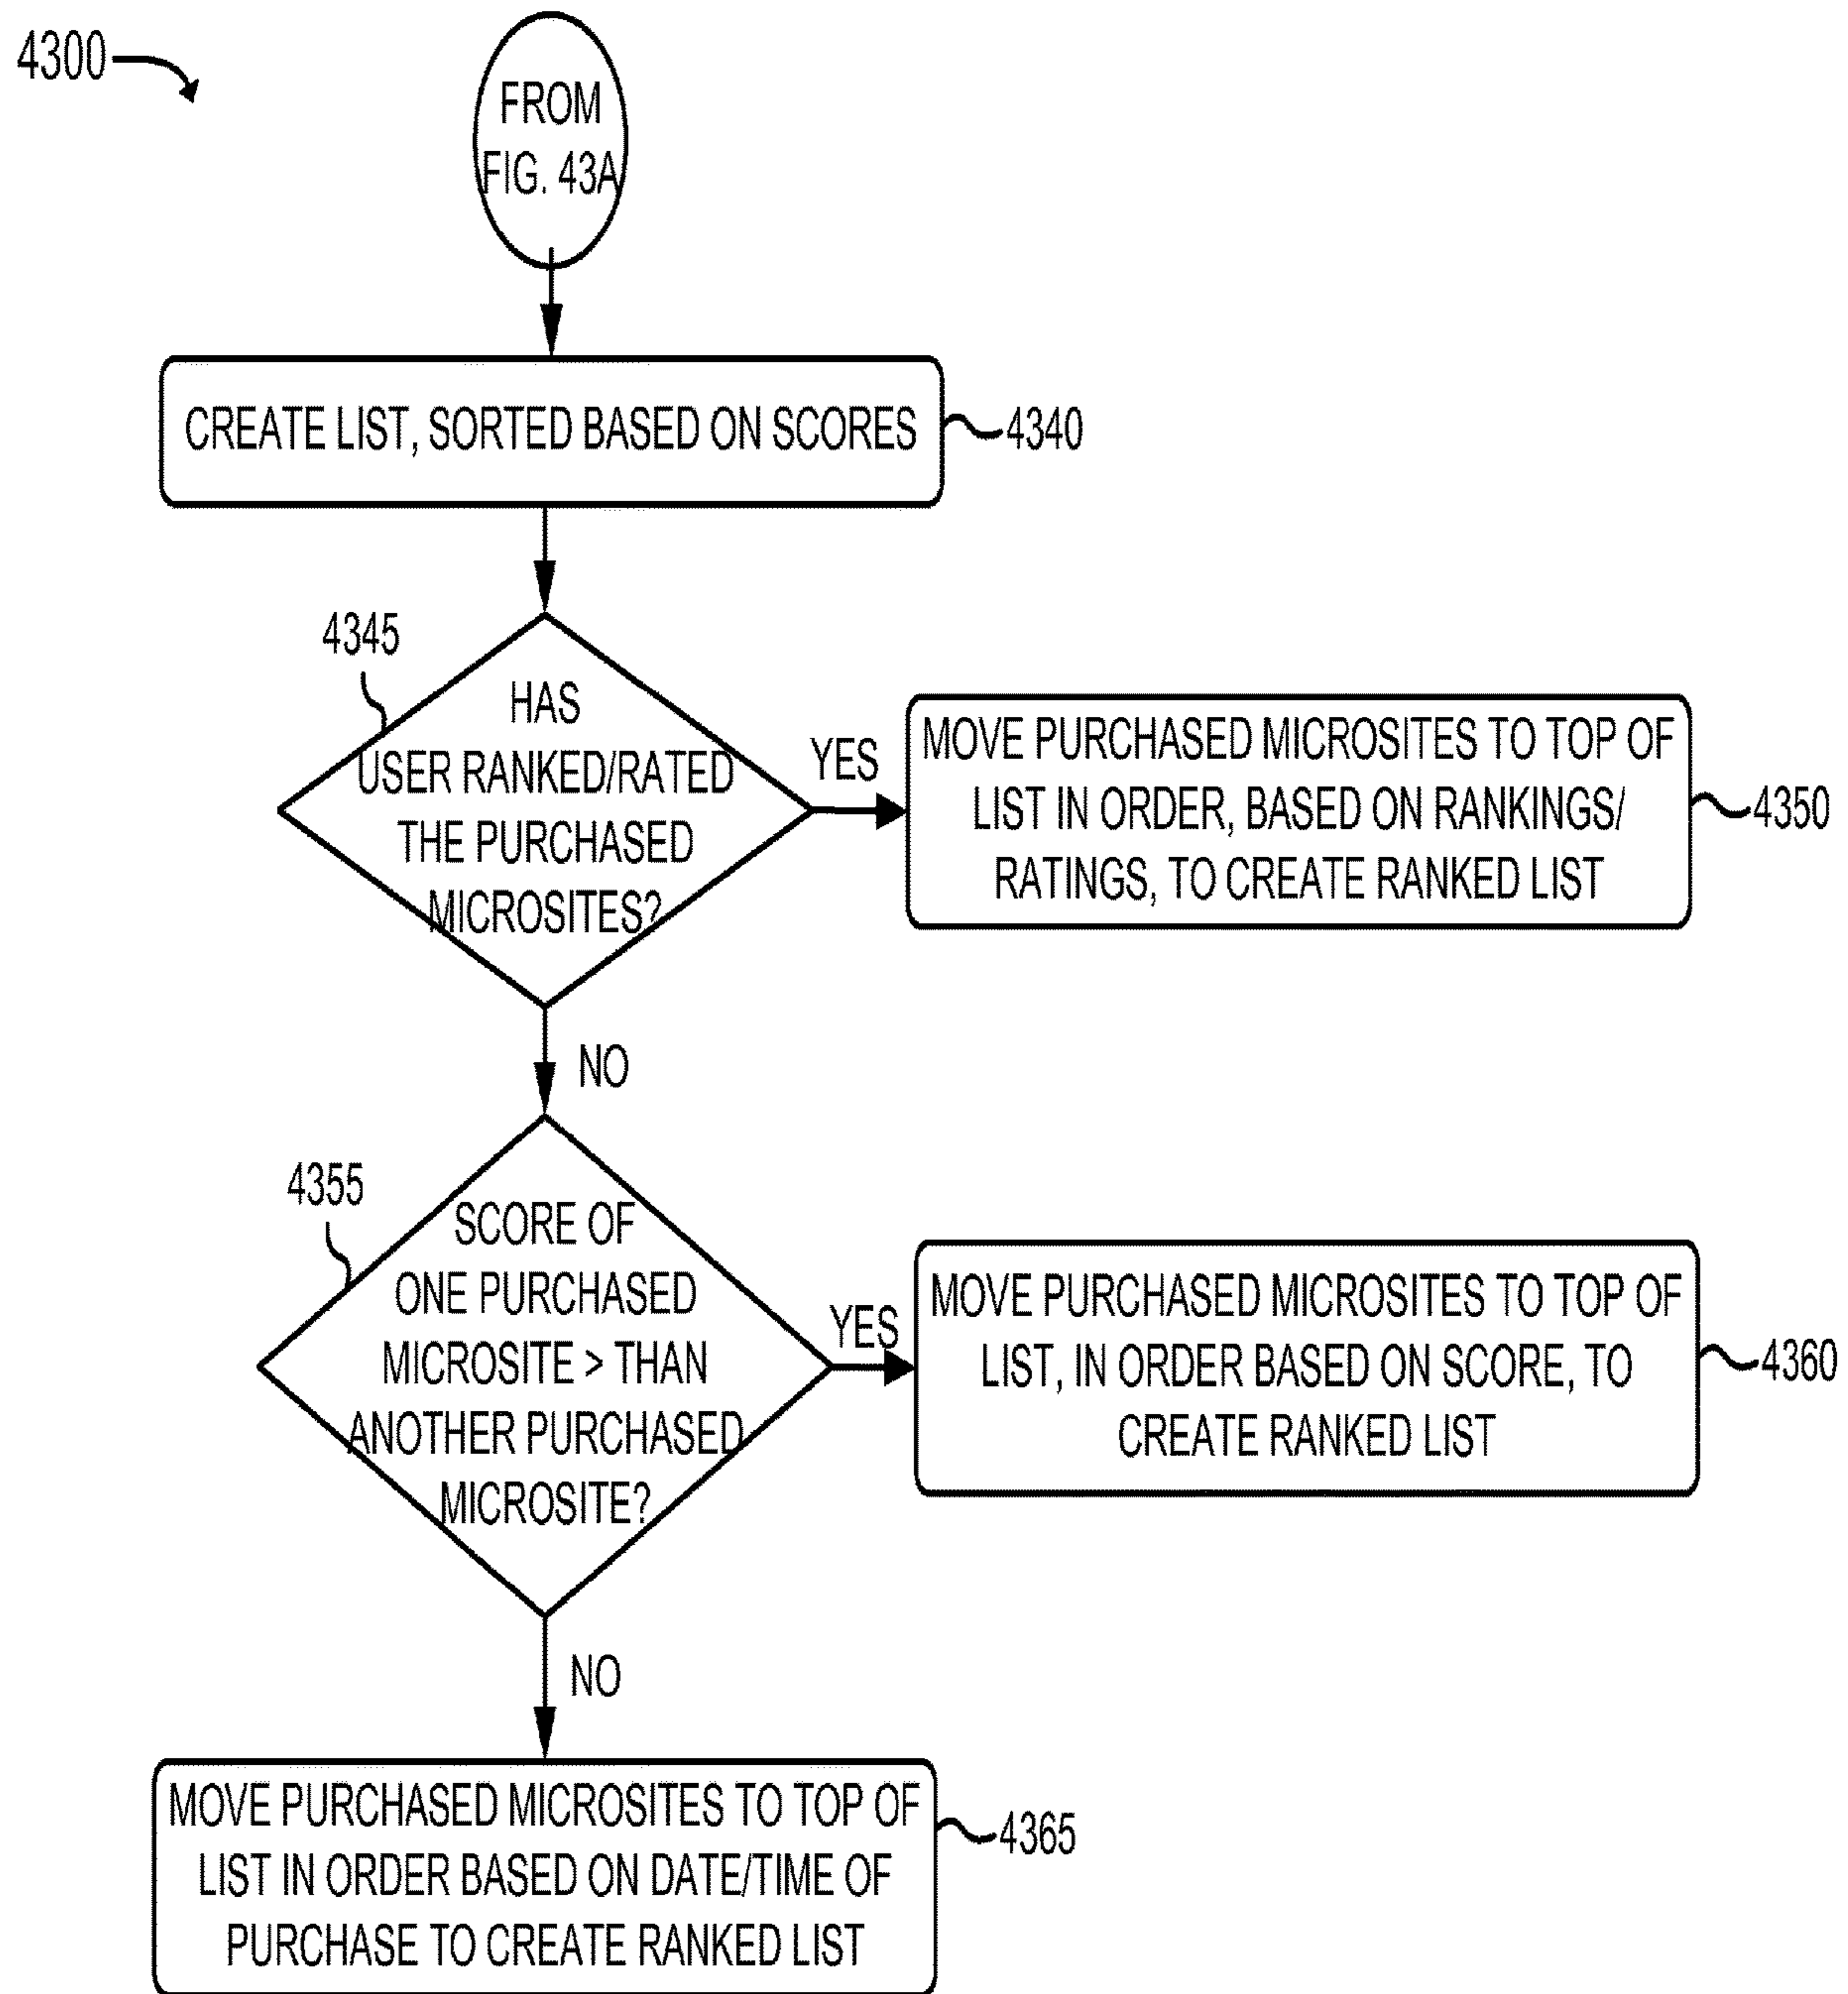 4300
FROM
FIG. 43A
CREATE LIST, SORTED BASED ON SCORES
4340
4345
HAS
USER RANKED/RATED
THE PURCHASED
MICROSITES?
YES
MOVE PURCHASED MICROSITES TO TOP OF
LIST IN ORDER, BASED ON RANKINGS/
RATINGS, TO CREATE RANKED LIST
4350
NO
4355
SCORE OF
ONE PURCHASED
MICROSITE > THAN
ANOTHER PURCHASED
MICROSITE?
YES
MOVE PURCHASED MICROSITES TO TOP OF
LIST, IN ORDER BASED ON SCORE, TO
CREATE RANKED LIST
4360
NO
MOVE PURCHASED MICROSITES TO TOP OF
LIST IN ORDER BASED ON DATE/TIME OF
PURCHASE TO CREATE RANKED LIST
4365